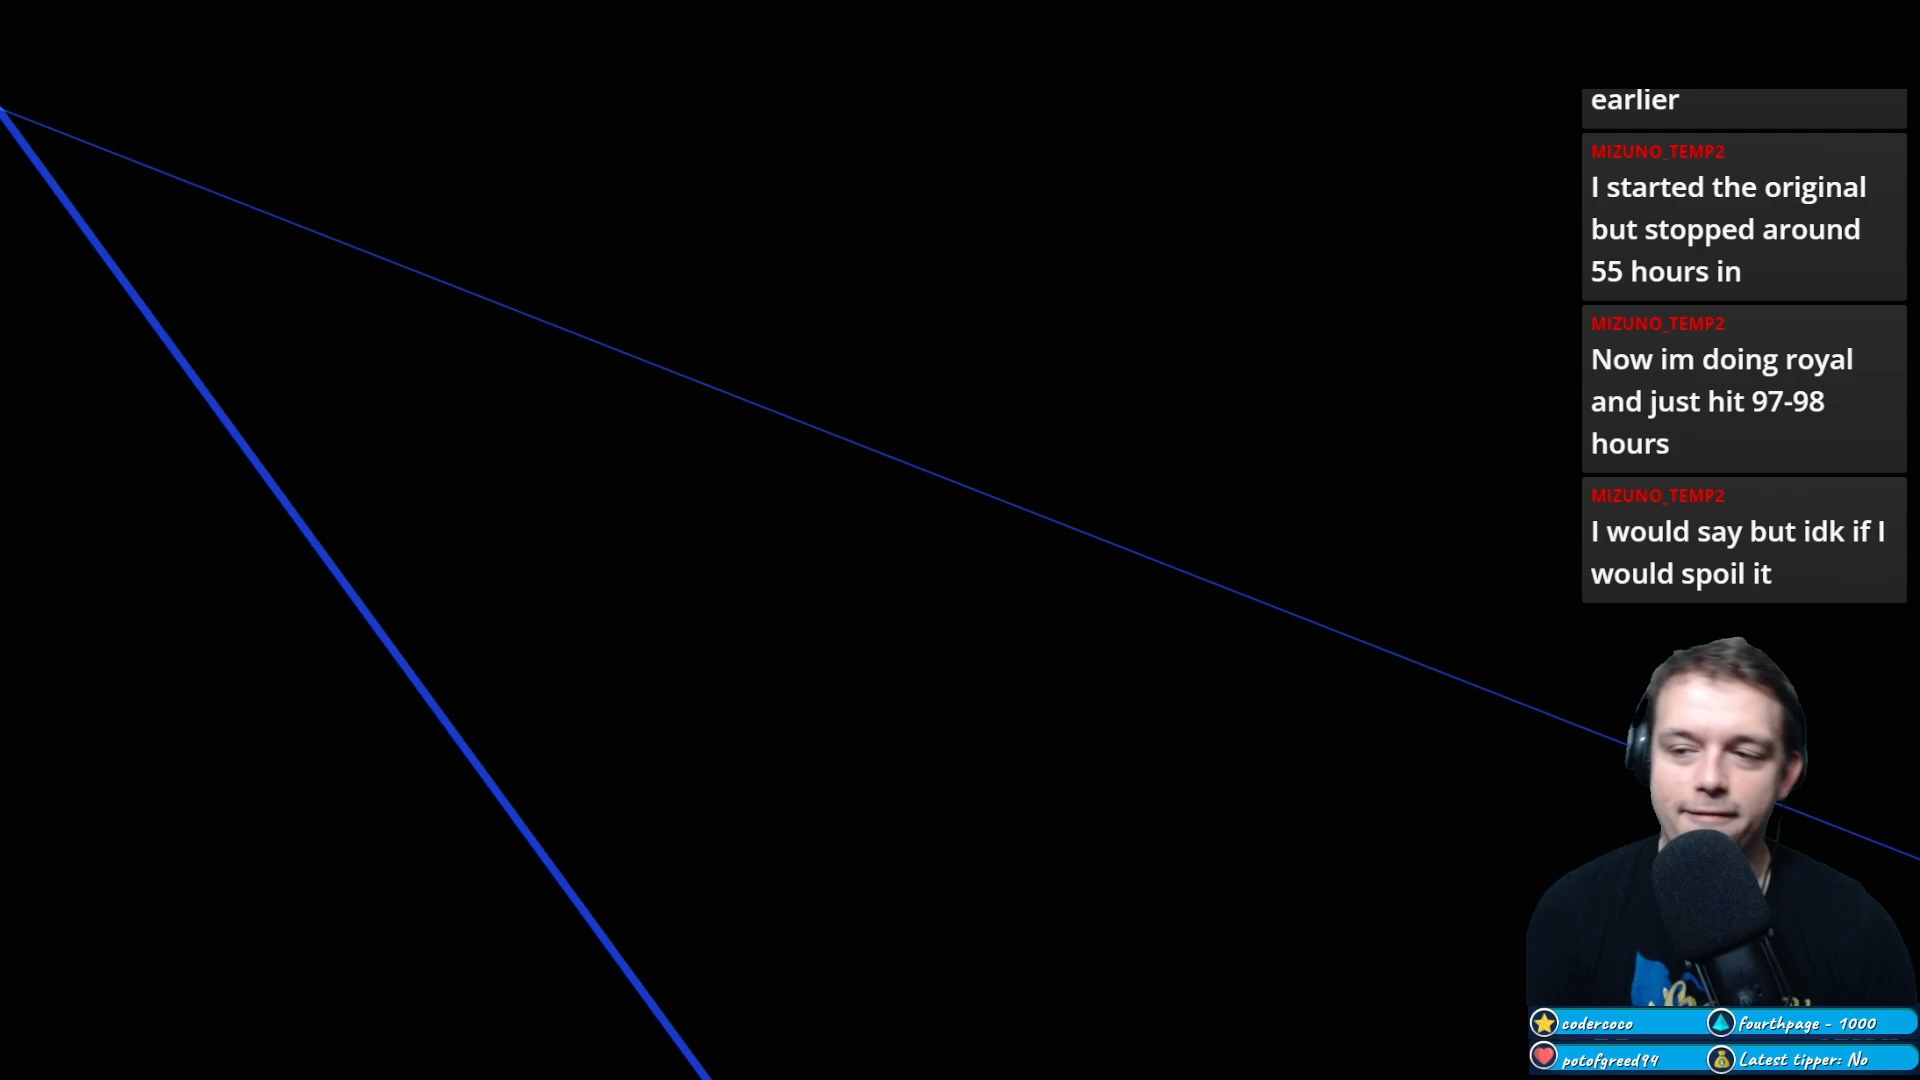 earlier
MIZUNO_TEMP2
I started the original
but stopped around
55 hours in
MIZUNO_TEMP2
Now im doing royal
and just hit 97-98
hours
MIZUNO_TEMP2
I would say but idk if I
would spoil it
codercoco
fourthpage - 1000
potofgreed94
Latest tipper: No